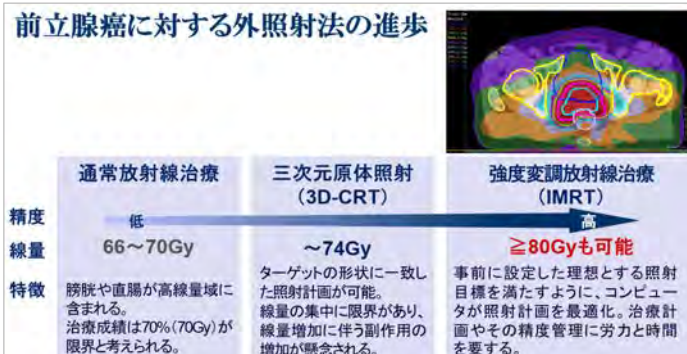 前立腺癌に対する外照射法の進歩
通常放射線治療
三次元原体照射
(3D-CRT)
強度変調放射線治療
(IMRT)
精度
低
高
線量
66～70Gy
～74Gy
≧80Gyも可能
特徴
膀胱や直腸が高線量域に
含まれる。
治療成績は70%(70Gy)が
限界と考えられる。
ターゲットの形状に一致し
た照射計画が可能。
線量の集中に限界があり、
線量増加に伴う副作用の
増加が懸念される。
事前に設定した理想とする照射
目標を満たすように、コンピュー
タが照射計画を最適化。治療計
画やその精度管理に労力と時間
を要する。